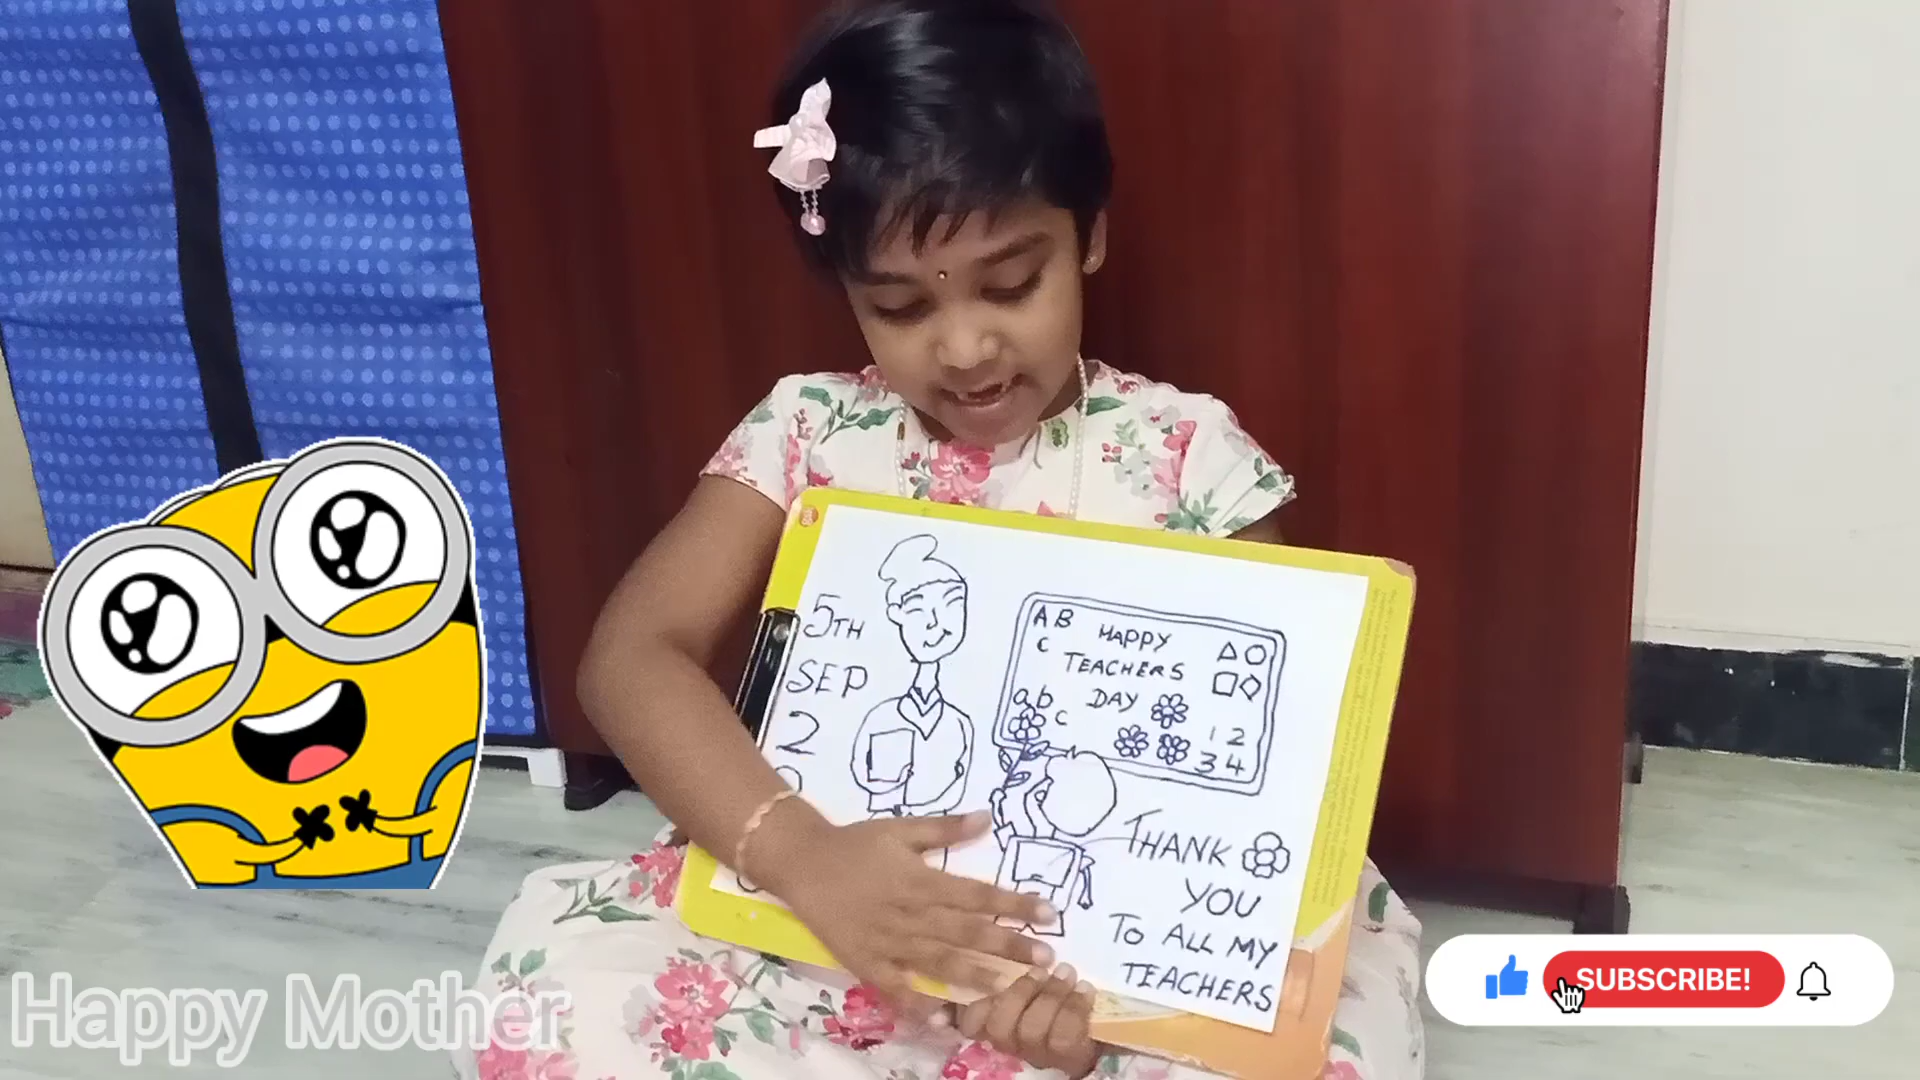 5TH
SEP
2
A B
C
HAPPY
TEACHERS
DAY
a b
c
1 2
3 4
THANK
YOU
TO ALL MY
TEACHERS
Happy Mother
SUBSCRIBE!